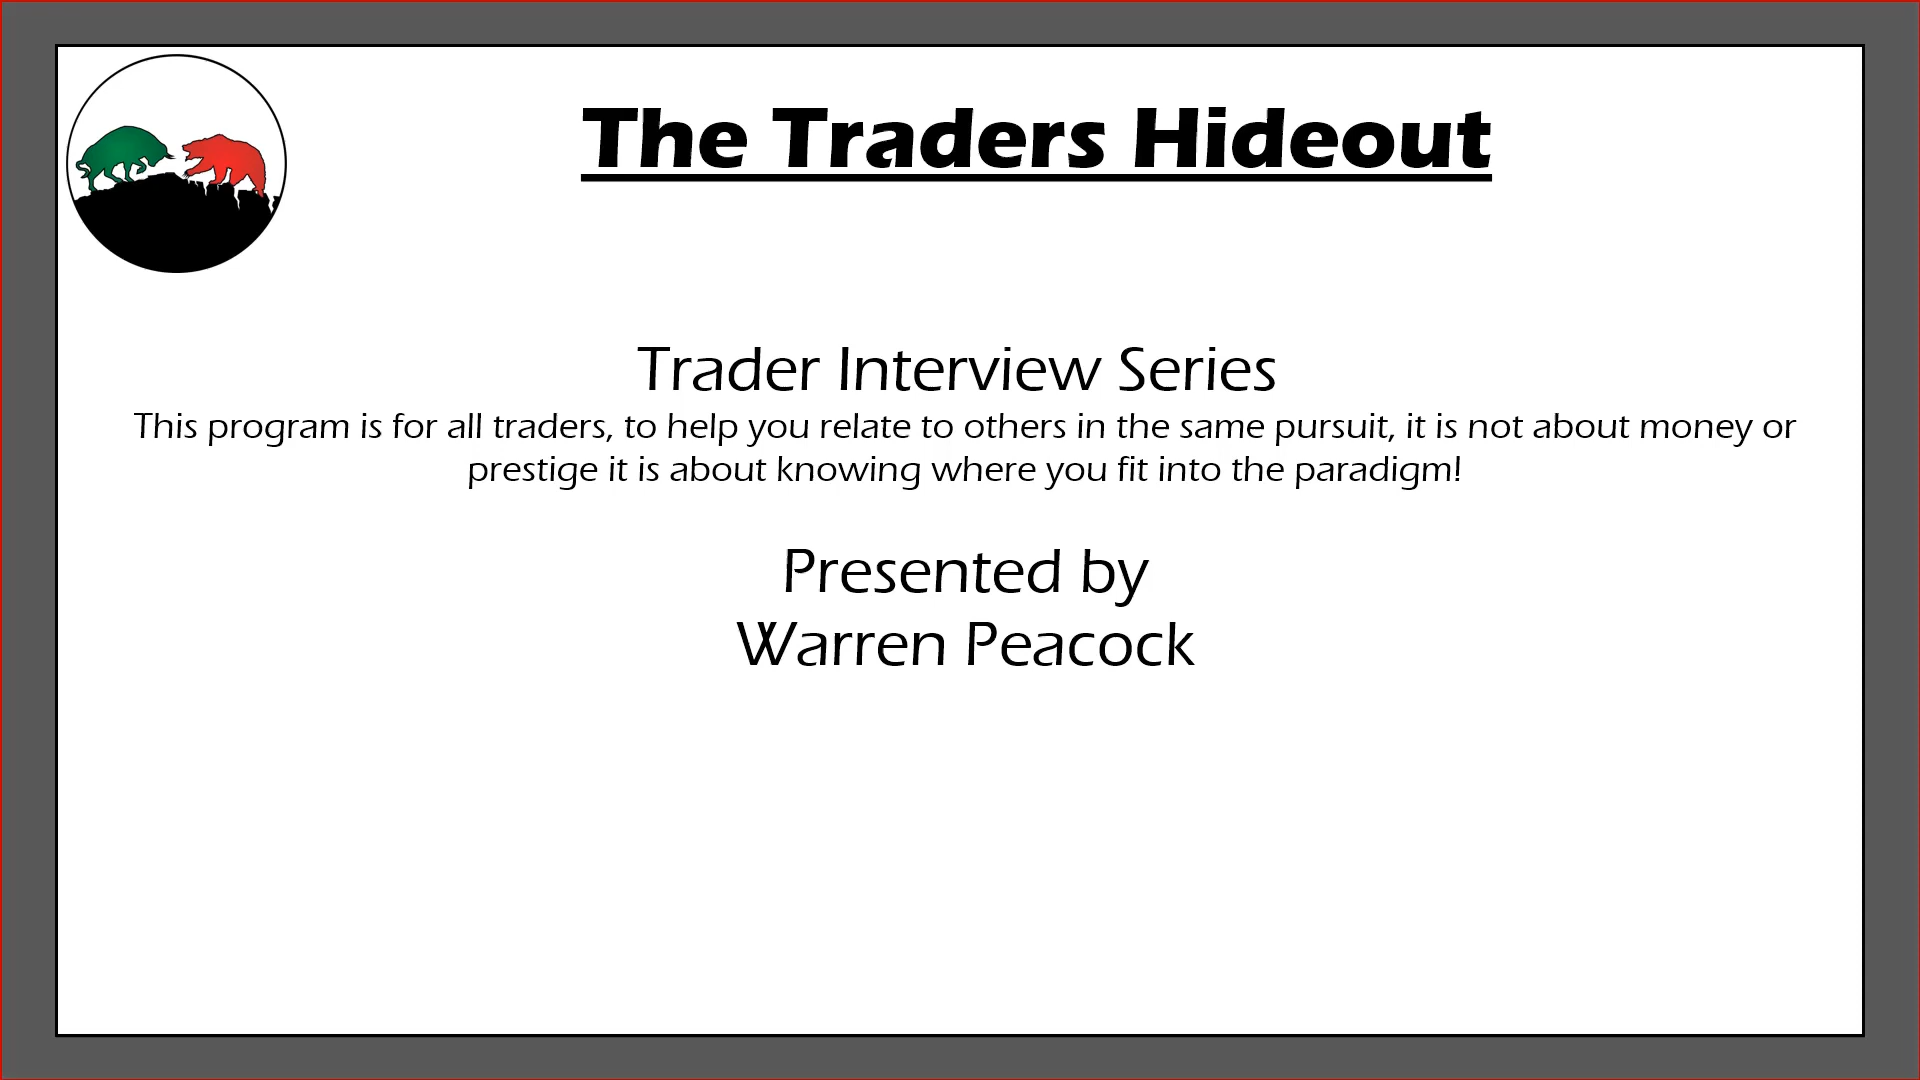 The Traders Hideout
Trader Interview Series
This program is for all traders, to help you relate to others in the same pursuit, it is not about money or
prestige it is about knowing where you fit into the paradigm!
Presented by
Warren Peacock